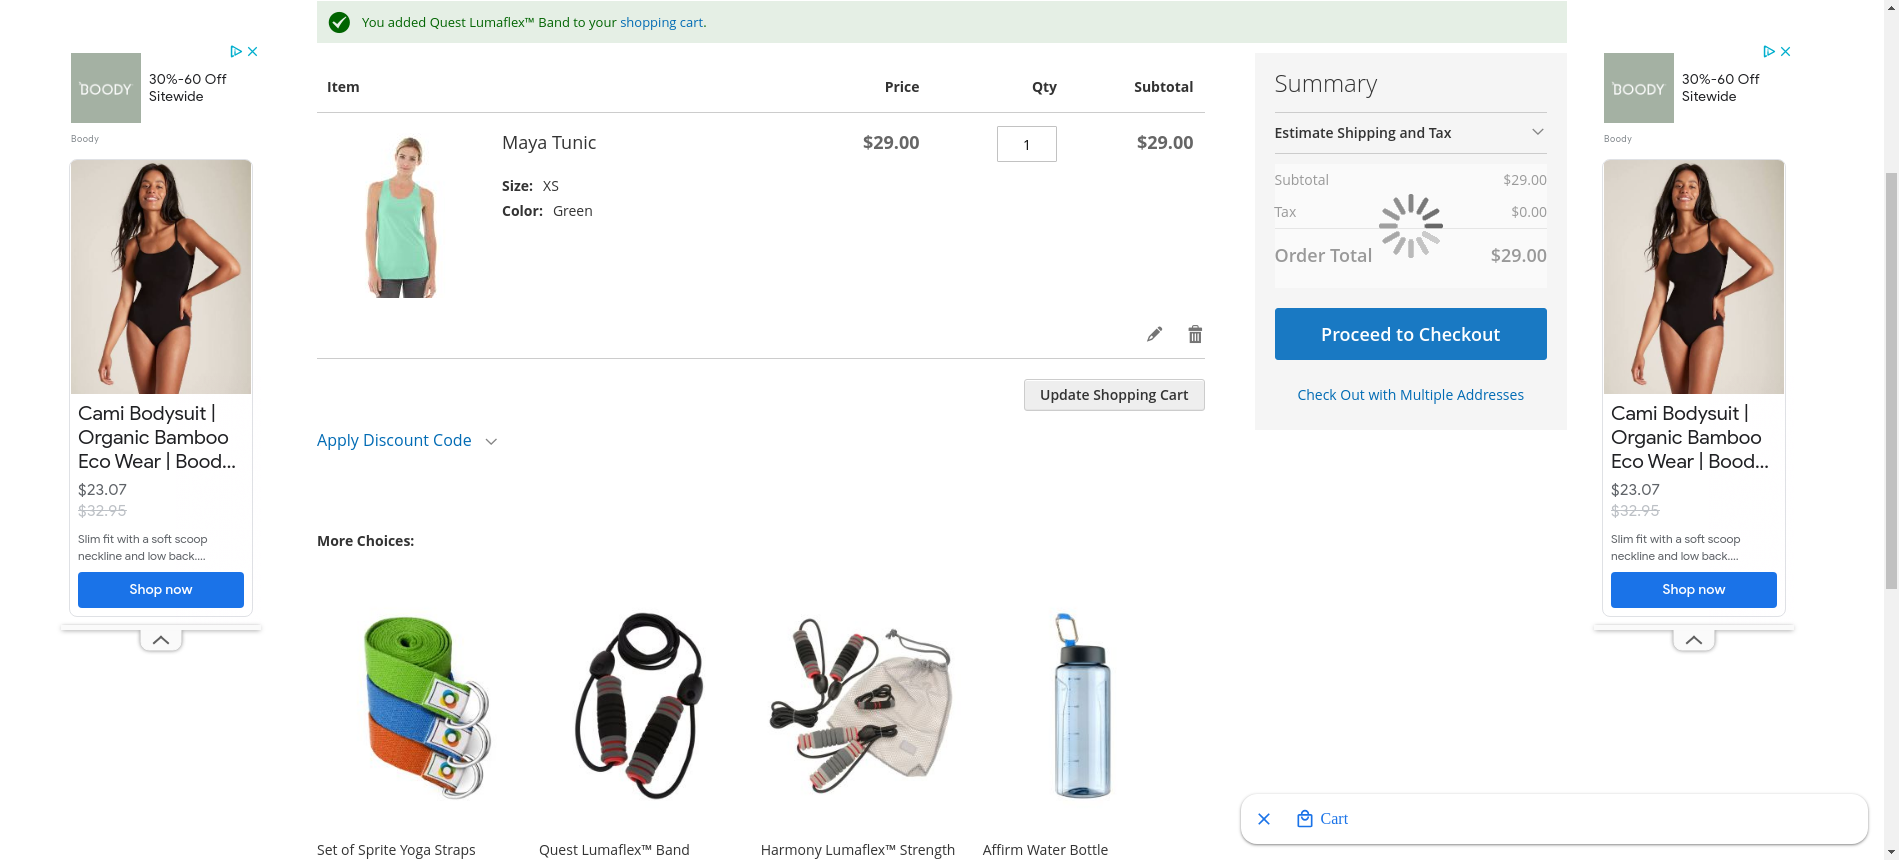 You added Quest Lumaflex™ Band to your shopping cart.
BOODY
30%-60 Off
Sitewide
Boody
Cami Bodysuit |
Organic Bamboo
Eco Wear | Bood...
$23.07
$32.95
Slim fit with a soft scoop
neckline and low back....
Shop now
Item Price Qty Subtotal
Maya Tunic $29.00 1 $29.00
Size: XS
Color: Green
Update Shopping Cart
Apply Discount Code
Summary
Estimate Shipping and Tax
Subtotal $29.00
Tax $0.00
Order Total $29.00
Proceed to Checkout
Check Out with Multiple Addresses
More Choices:
Set of Sprite Yoga Straps
Quest Lumaflex™ Band
Harmony Lumaflex™ Strength
Affirm Water Bottle
BOODY
30%-60 Off
Sitewide
Boody
Cami Bodysuit |
Organic Bamboo
Eco Wear | Bood...
$23.07
$32.95
Slim fit with a soft scoop
neckline and low back....
Shop now
Cart